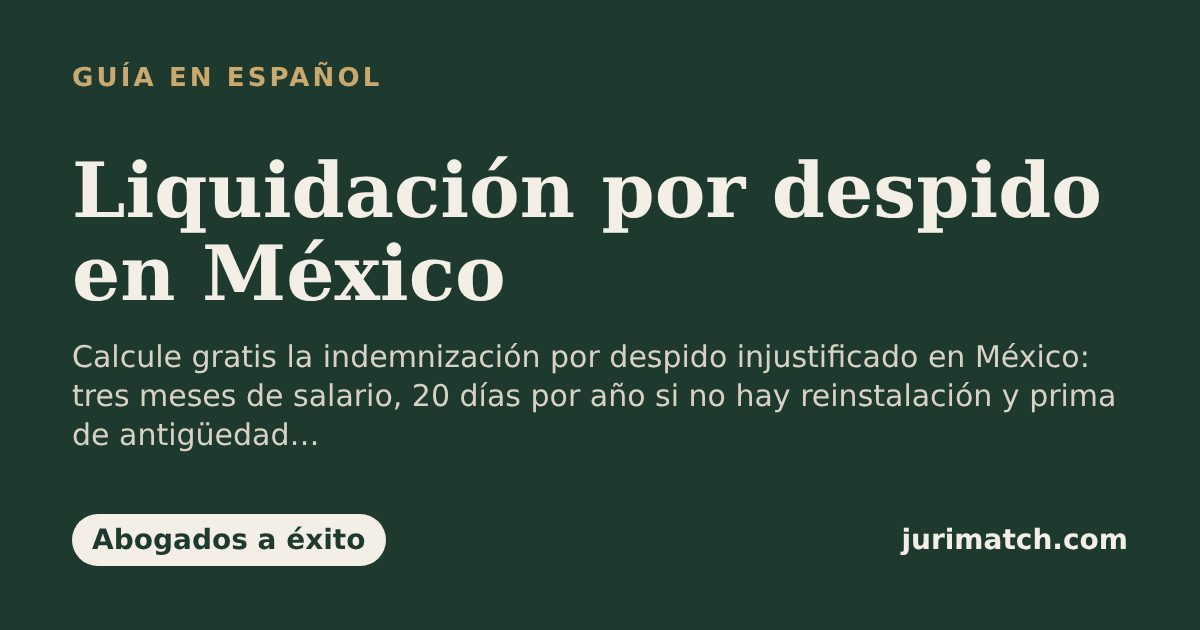 GUÍA EN ESPAÑOL
Liquidación por despido
en México
Calcule gratis la indemnización por despido injustificado en México:
tres meses de salario, 20 días por año si no hay reinstalación y prima
de antigüedad...
Abogados a éxito
jurimatch.com